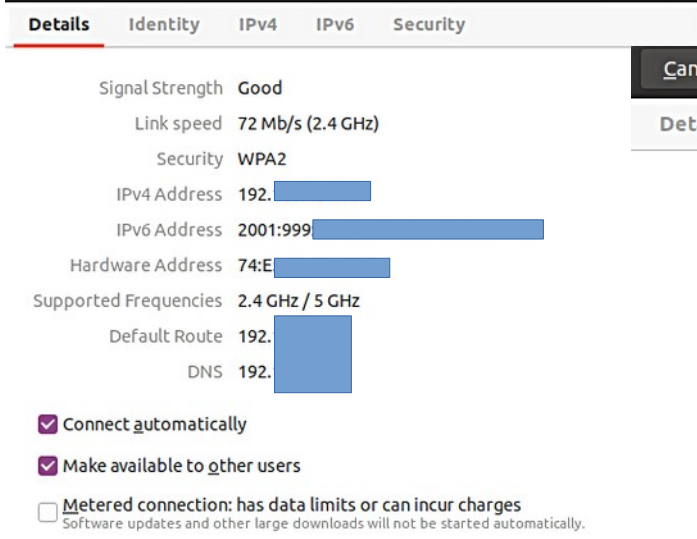 Details Identity IPv4 IPv6 Security
Can
Det
Signal Strength Good
Link speed 72 Mb/s (2.4 GHz)
Security WPA2
IPv4 Address 192.
IPv6 Address 2001:999
Hardware Address 74:E
Supported Frequencies 2.4 GHz / 5 GHz
Default Route 192.
DNS 192.
Connect automatically
Make available to other users
Metered connection: has data limits or can incur charges
Software updates and other large downloads will not be started automatically.